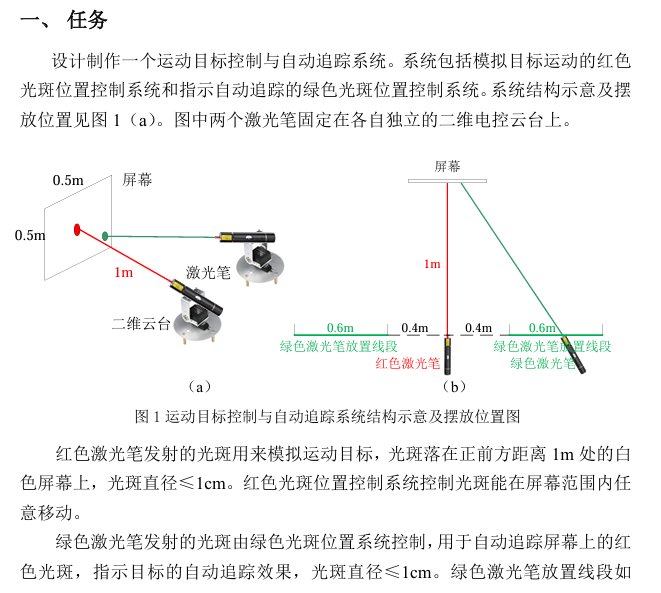 一、 任务
设计制作一个运动目标控制与自动追踪系统。系统包括模拟目标运动的红色
光斑位置控制系统和指示自动追踪的绿色光斑位置控制系统。系统结构示意及摆
放位置见图 1（a）。图中两个激光笔固定在各自独立的二维电控云台上。
0.5m
屏幕
0.5m
1m
激光笔
二维云台
（a）
屏幕
1m
0.6m
0.4m
0.4m
0.6m
绿色激光笔放置线段
绿色激光笔放置线段
红色激光笔
绿色激光笔
（b）
图 1 运动目标控制与自动追踪系统结构示意及摆放位置图
红色激光笔发射的光斑用来模拟运动目标，光斑落在正前方距离 1m 处的白
色屏幕上，光斑直径≤1cm。红色光斑位置控制系统控制光斑能在屏幕范围内任
意移动。
绿色激光笔发射的光斑由绿色光斑位置系统控制，用于自动追踪屏幕上的红
色光斑，指示目标的自动追踪效果，光斑直径≤1cm。绿色激光笔放置线段如